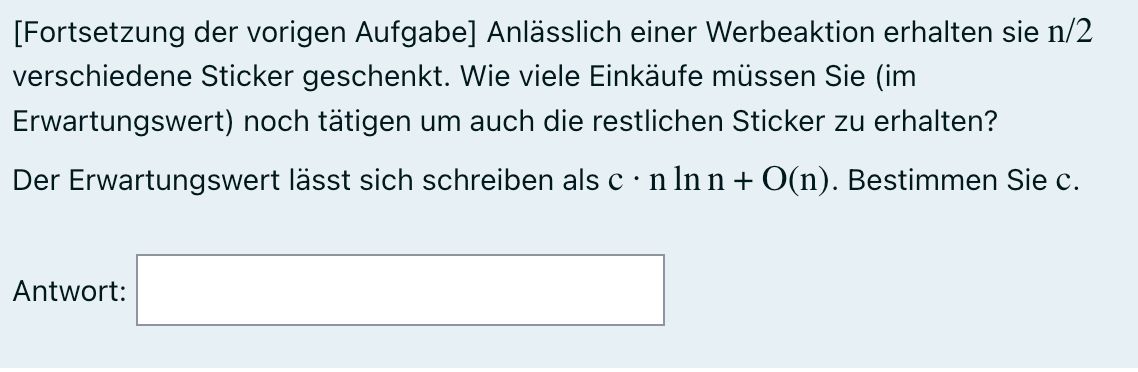 [Fortsetzung der vorigen Aufgabe] Anlässlich einer Werbeaktion erhalten sie n/2
verschiedene Sticker geschenkt. Wie viele Einkäufe müssen Sie (im
Erwartungswert) noch tätigen um auch die restlichen Sticker zu erhalten?
Der Erwartungswert lässt sich schreiben als c · n ln n + O(n). Bestimmen Sie c.
Antwort: